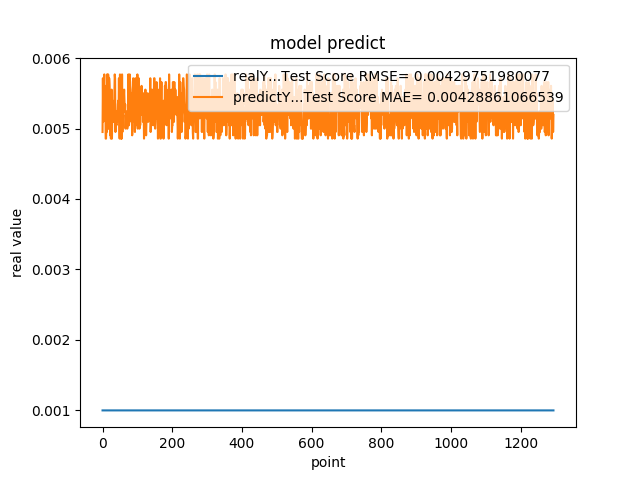 model predict
0.006
realY...Test Score RMSE= 0.00429751980077
predictY...Test Score MAE= 0.00428861066539
0.005
0.004
0.003
0.002
0.001
real value
0 200 400 600 800 1000 1200
point